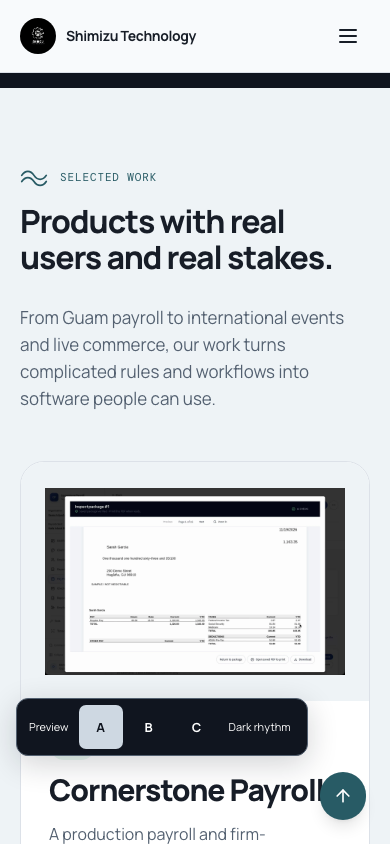 Shimizu Technology
SELECTED WORK
Products with real
users and real stakes.
From Guam payroll to international events
and live commerce, our work turns
complicated rules and workflows into
software people can use.
Preview A B C Dark rhythm
Cornerstone Payroll
A production payroll and firm-